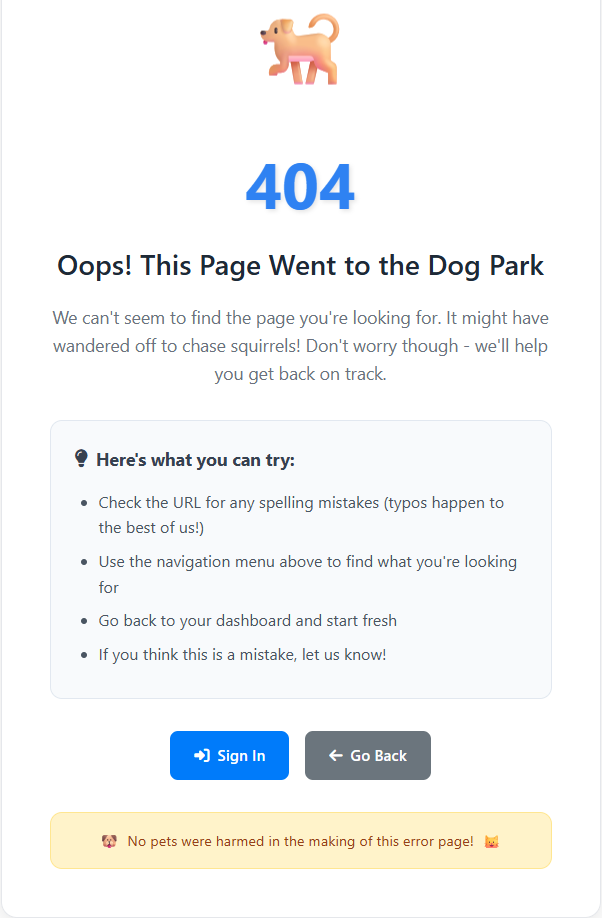 404
Oops! This Page Went to the Dog Park
We can't seem to find the page you're looking for. It might have
wandered off to chase squirrels! Don't worry though - we'll help
you get back on track.
Here's what you can try:
Check the URL for any spelling mistakes (typos happen to
the best of us!)
Use the navigation menu above to find what you're looking
for
Go back to your dashboard and start fresh
If you think this is a mistake, let us know!
Sign In
Go Back
No pets were harmed in the making of this error page!